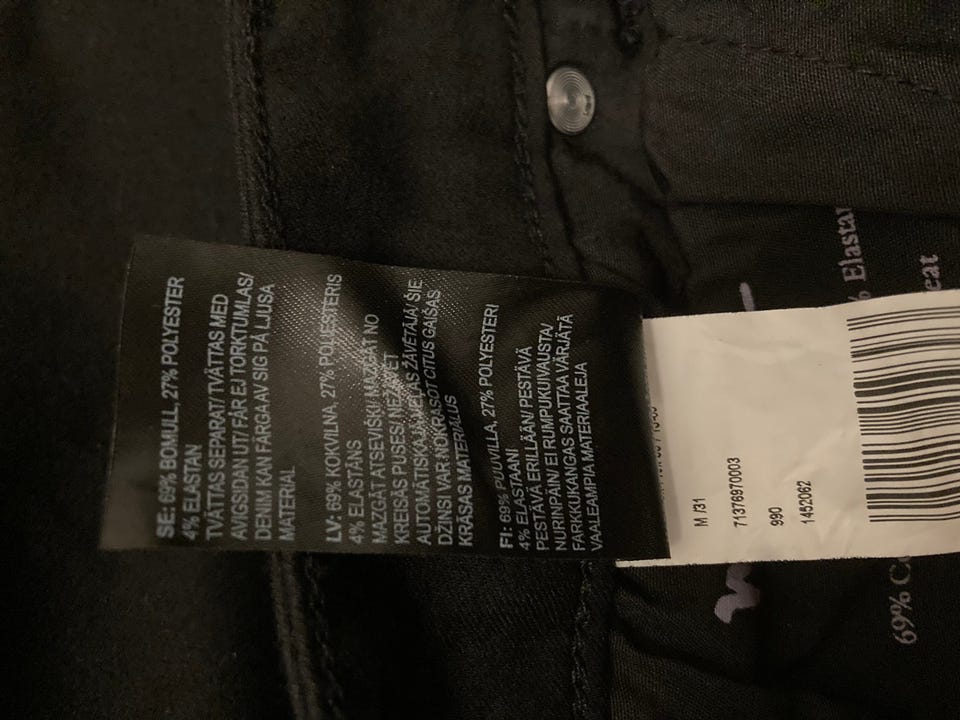 SE: 69% BOMULL, 27% POLYESTER
4% ELASTAN
TVÄTTAS SEPARAT/TVÄTTAS MED
AVIGSIDAN UT/ FÅR EJ TORKTUMLAS/
DENIM KAN FÄRGA AV SIG PÅ LJUSA
MATERIAL
LV: 69% KOKVILNA, 27% POLIESTERIS
4% ELASTĀNS
MAZGĀT ATSEVIŠĶI/ MAZGĀT NO
KREISĀS PUSES/ NEŽĀVĒT
AUTOMĀTISKAJĀ VEĻAS ŽĀVĒTĀJĀ/ ŠIE
DŽINSI VAR NOKRĀSOT CITUS GAIŠAS
KRĀSAS MATERIĀLUS
FI: 69% PUUVILLA, 27% POLYESTERI
4% ELASTAANI
PESTÄVÄ ERILLÄÄN/ PESTÄVÄ
NURINPÄIN/ EI RUMPUKUIVAUSTA/
FARKKUKANGAS SAATTAA VÄRJÄTÄ
VAALEAMPIA MATERIAALEJA
M /31
71376970003
990
1452062
% Elasta
eat
69% C